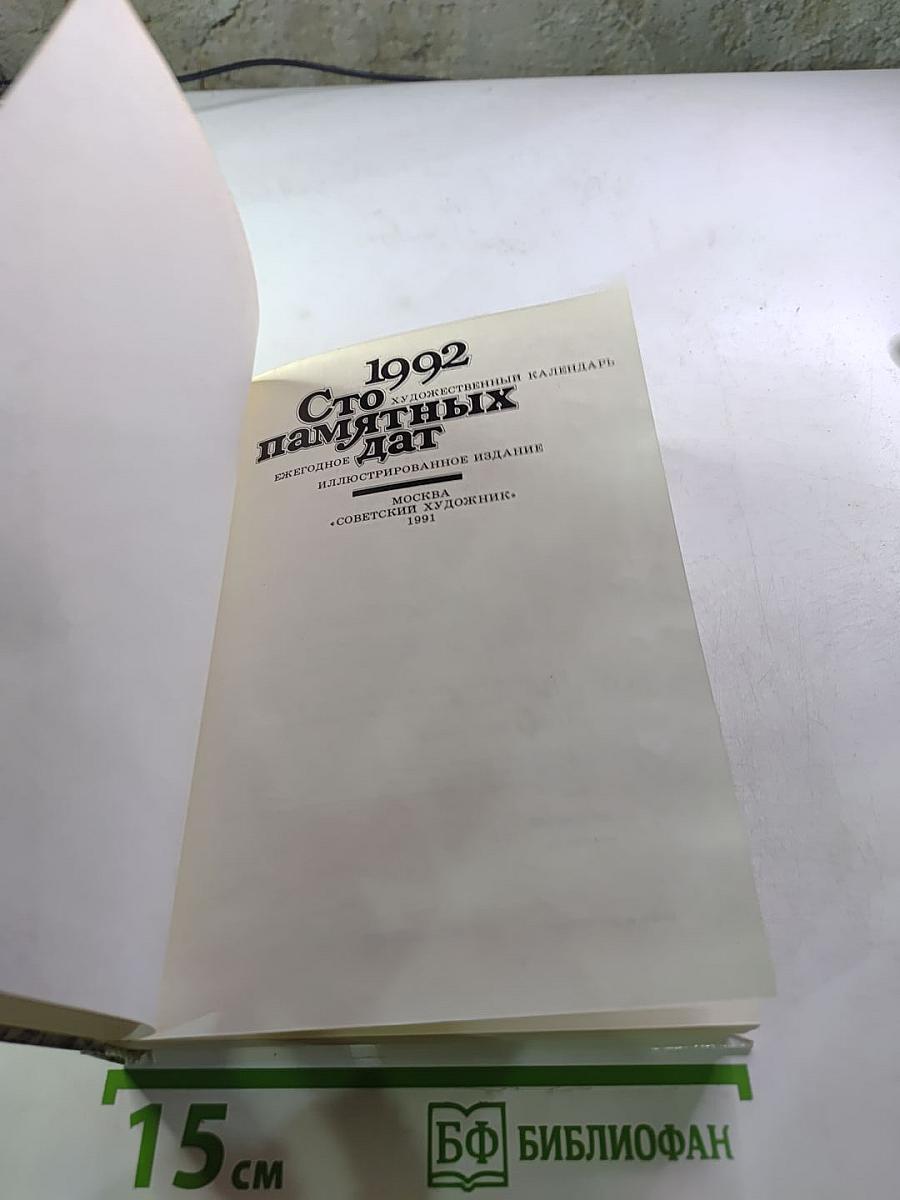 1992
Сто ХУДОЖЕСТВЕННЫЙ КАЛЕНДАРЬ
памятных
дат
ЕЖЕГОДНОЕ
ИЛЛЮСТРИРОВАННОЕ ИЗДАНИЕ
МОСКВА
«СОВЕТСКИЙ ХУДОЖНИК»
1991
15 см
БФ БИБЛИОФАН